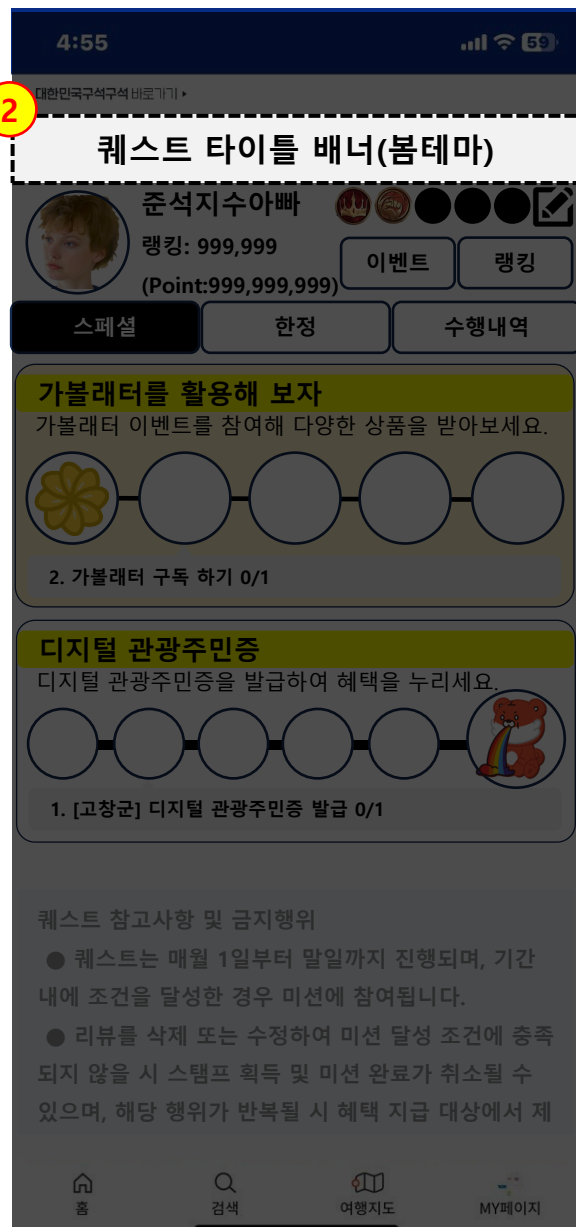 4:55
59
대한민국구석구석 바로가기
2
퀘스트 타이틀 배너(봄테마)
준석지수아빠
랭킹: 999,999
(Point:999,999,999)
이벤트
랭킹
스페셜
한정
수행내역
가볼래터를 활용해 보자
가볼래터 이벤트를 참여해 다양한 상품을 받아보세요.
2. 가볼래터 구독 하기 0/1
디지털 관광주민증
디지털 관광주민증을 발급하여 혜택을 누리세요.
1. [고창군] 디지털 관광주민증 발급 0/1
퀘스트 참고사항 및 금지행위
● 퀘스트는 매월 1일부터 말일까지 진행되며, 기간
내에 조건을 달성한 경우 미션에 참여됩니다.
● 리뷰를 삭제 또는 수정하여 미션 달성 조건에 충족
되지 않을 시 스탬프 획득 및 미션 완료가 취소될 수
있으며, 해당 행위가 반복될 시 혜택 지급 대상에서 제
홈
검색
여행지도
MY페이지